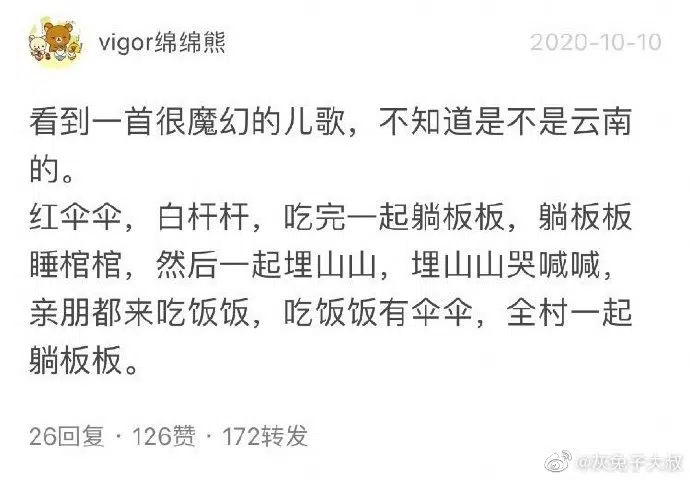 vigor绵绵熊
2020-10-10
看到一首很魔幻的儿歌，不知道是不是云南
的。
红伞伞，白杆杆，吃完一起躺板板，躺板板
睡棺棺，然后一起埋山山，埋山山哭喊喊，
亲朋都来吃饭饭，吃饭饭有伞伞，全村一起
躺板板。
26回复 · 126赞 · 172转发
@灰兔子大叔